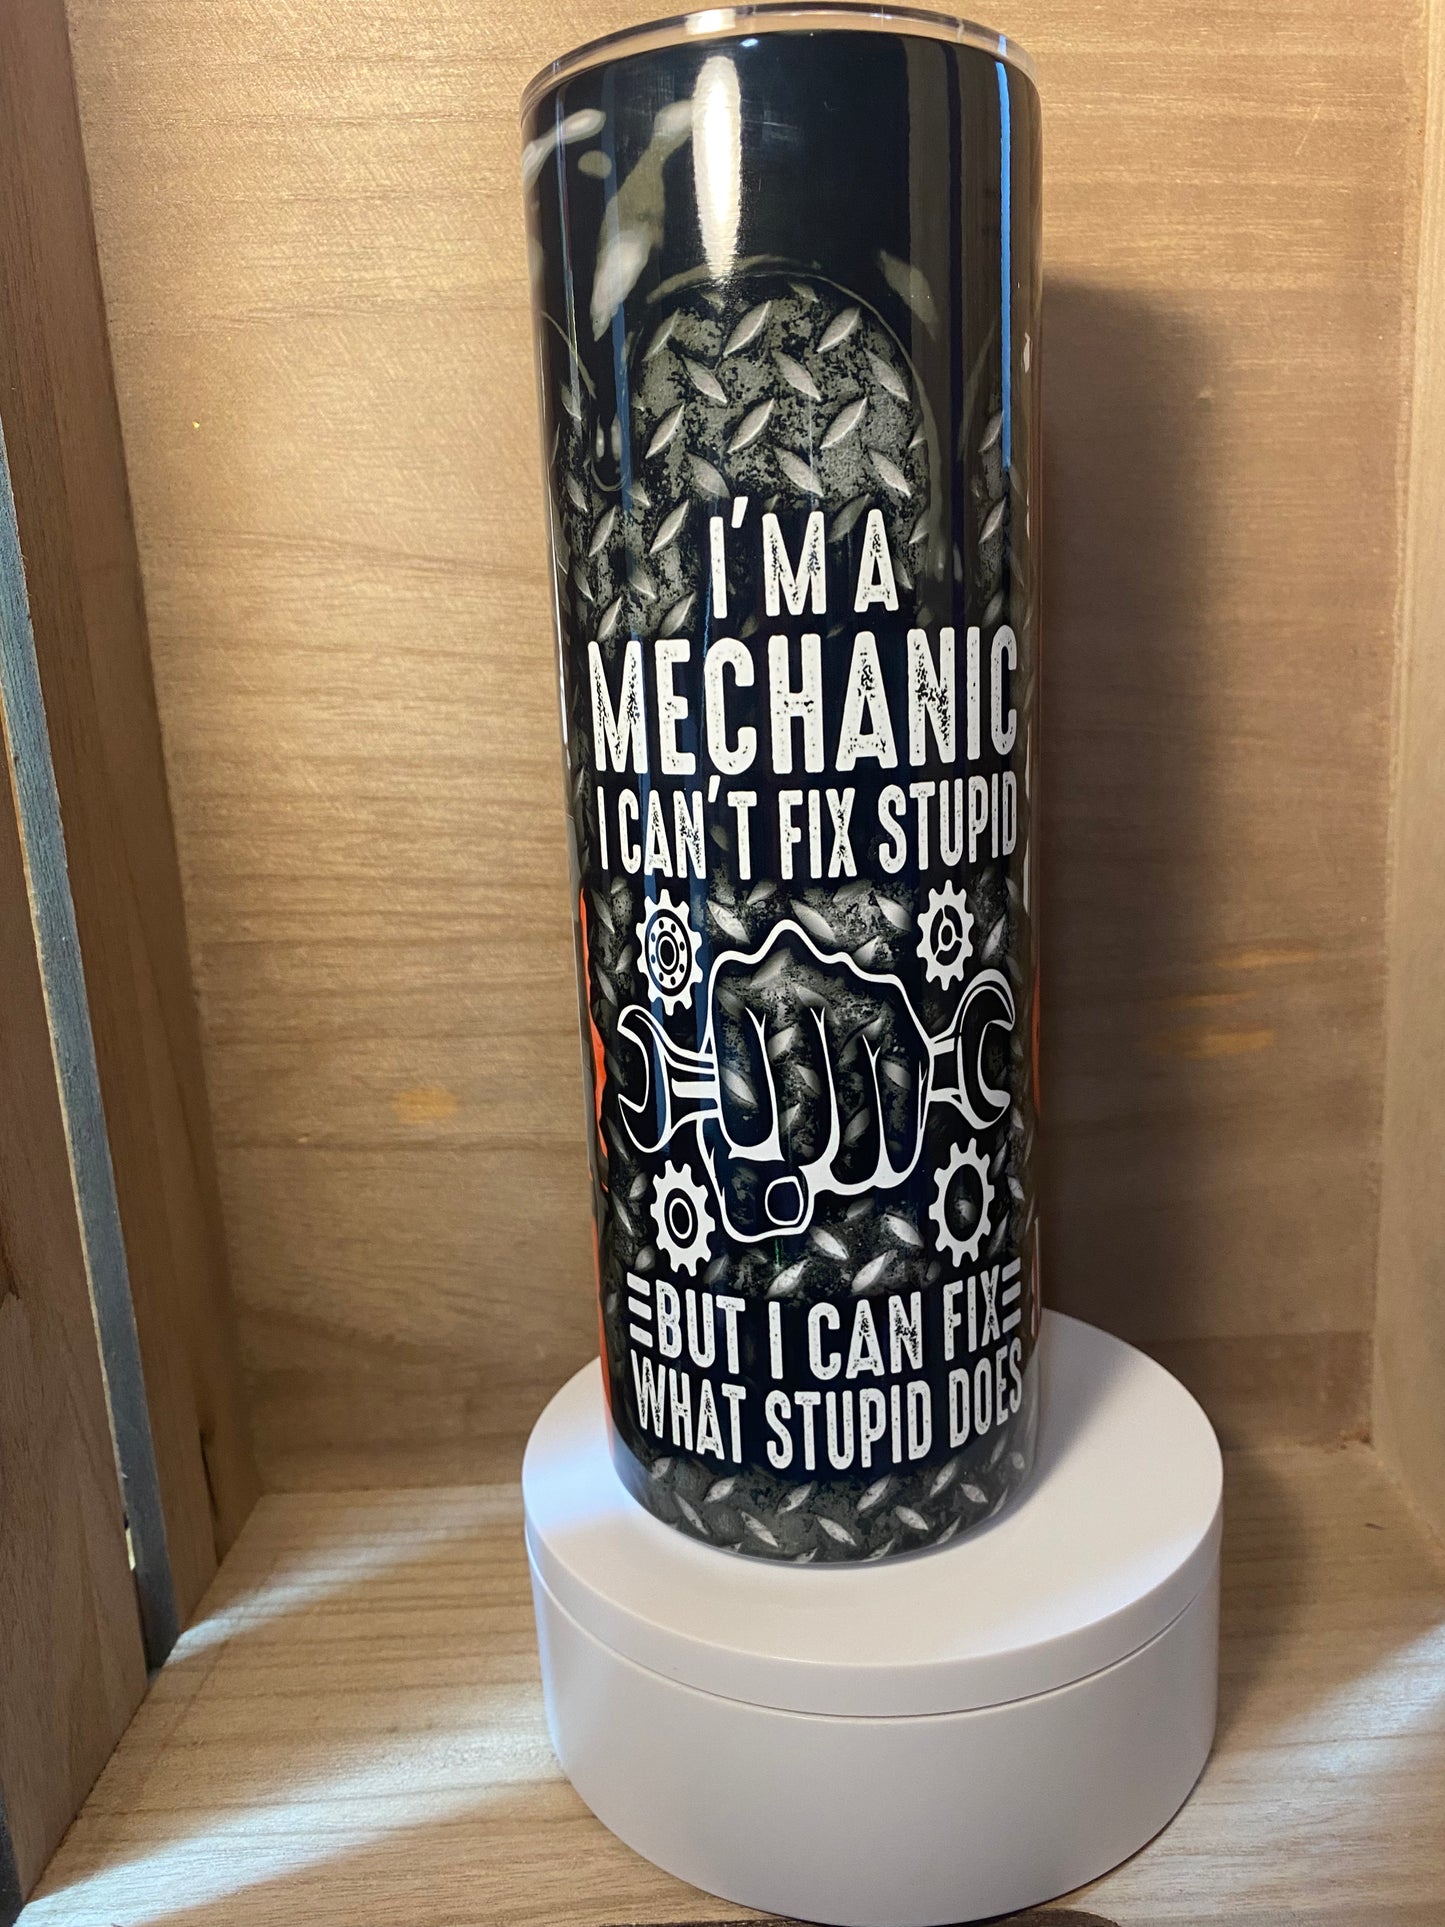 I'M A
MECHANIC
I CAN'T FIX STUPID
BUT I CAN FIX
WHAT STUPID DOES